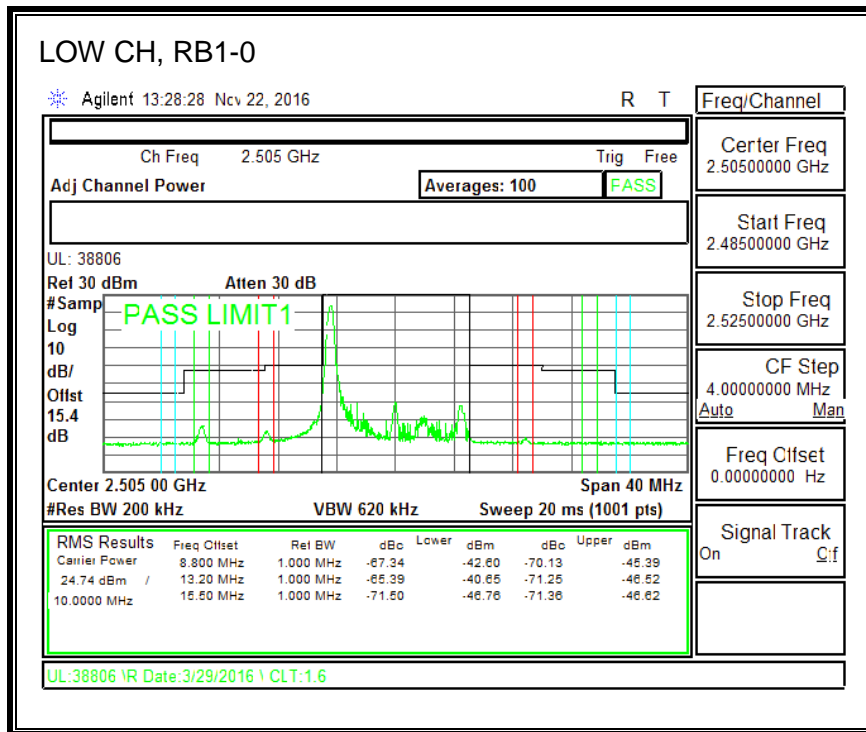 LOW CH, RB1-0
Agilent 13:28:28 Nov 22, 2016 R T
Ch Freq 2.505 GHz Trig Free
Adj Channel Power Averages: 100 PASS
UL: 38806
Ref 30 dBm Atten 30 dB
#Samp
Log
10
dB/
Offst
15.4
dB
PASS LIMIT1
Center 2.505 00 GHz Span 40 MHz
#Res BW 200 kHz VBW 620 kHz Sweep 20 ms (1001 pts)
RMS Results Freq Offset Ref BW dBc Lower dBm dBc Upper dBm
Carrier Power 8.800 MHz 1.000 MHz -67.34 -42.60 -70.13 -45.39
24.74 dBm / 13.20 MHz 1.000 MHz -65.39 -40.65 -71.25 -46.52
10.0000 MHz 15.50 MHz 1.000 MHz -71.50 -46.76 -71.36 -46.62
UL:38806 \R Date:3/29/2016 \ CLT:1.6
Freq/Channel
Center Freq
2.50500000 GHz
Start Freq
2.48500000 GHz
Stop Freq
2.52500000 GHz
CF Step
4.00000000 MHz
Auto Man
Freq Offset
0.00000000 Hz
Signal Track
On Off